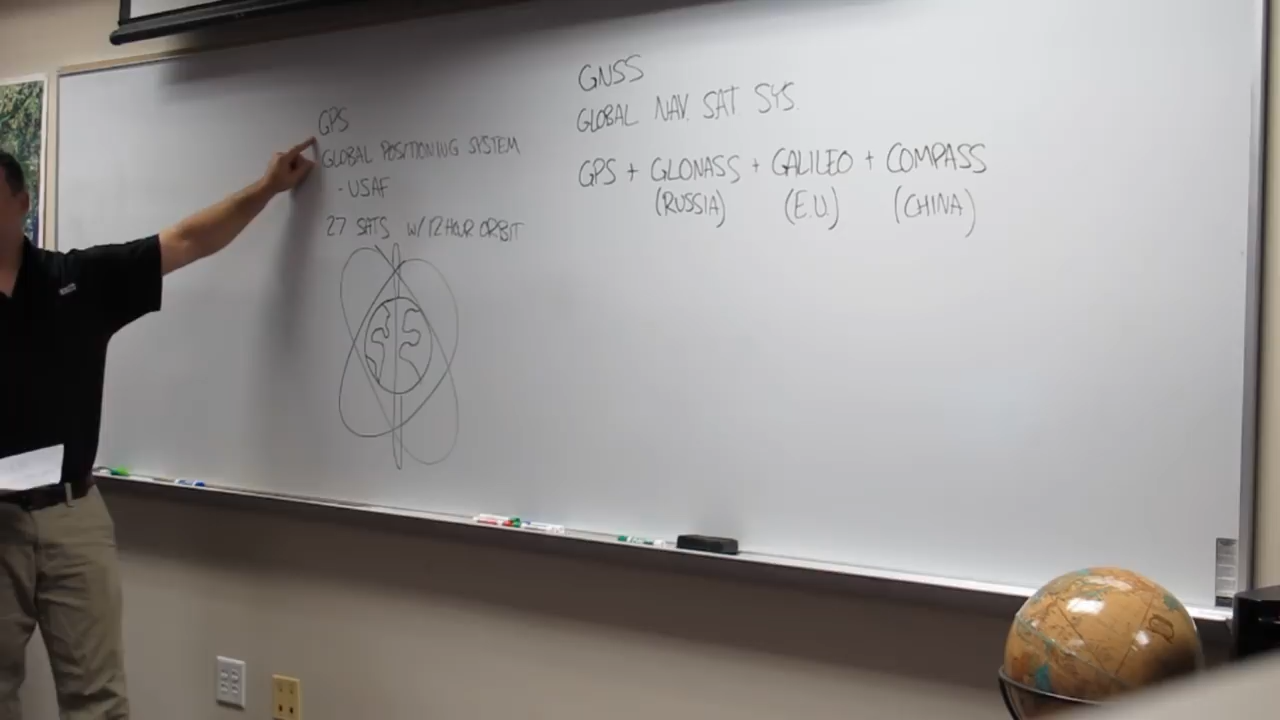 GPS
GLOBAL POSITIONING SYSTEM
- USAF
27 SATS W/ 12 HOUR ORBIT
GNSS
GLOBAL NAV. SAT SYS.
GPS + GLONASS + GALILEO + COMPASS
(RUSSIA) (E.U.) (CHINA)